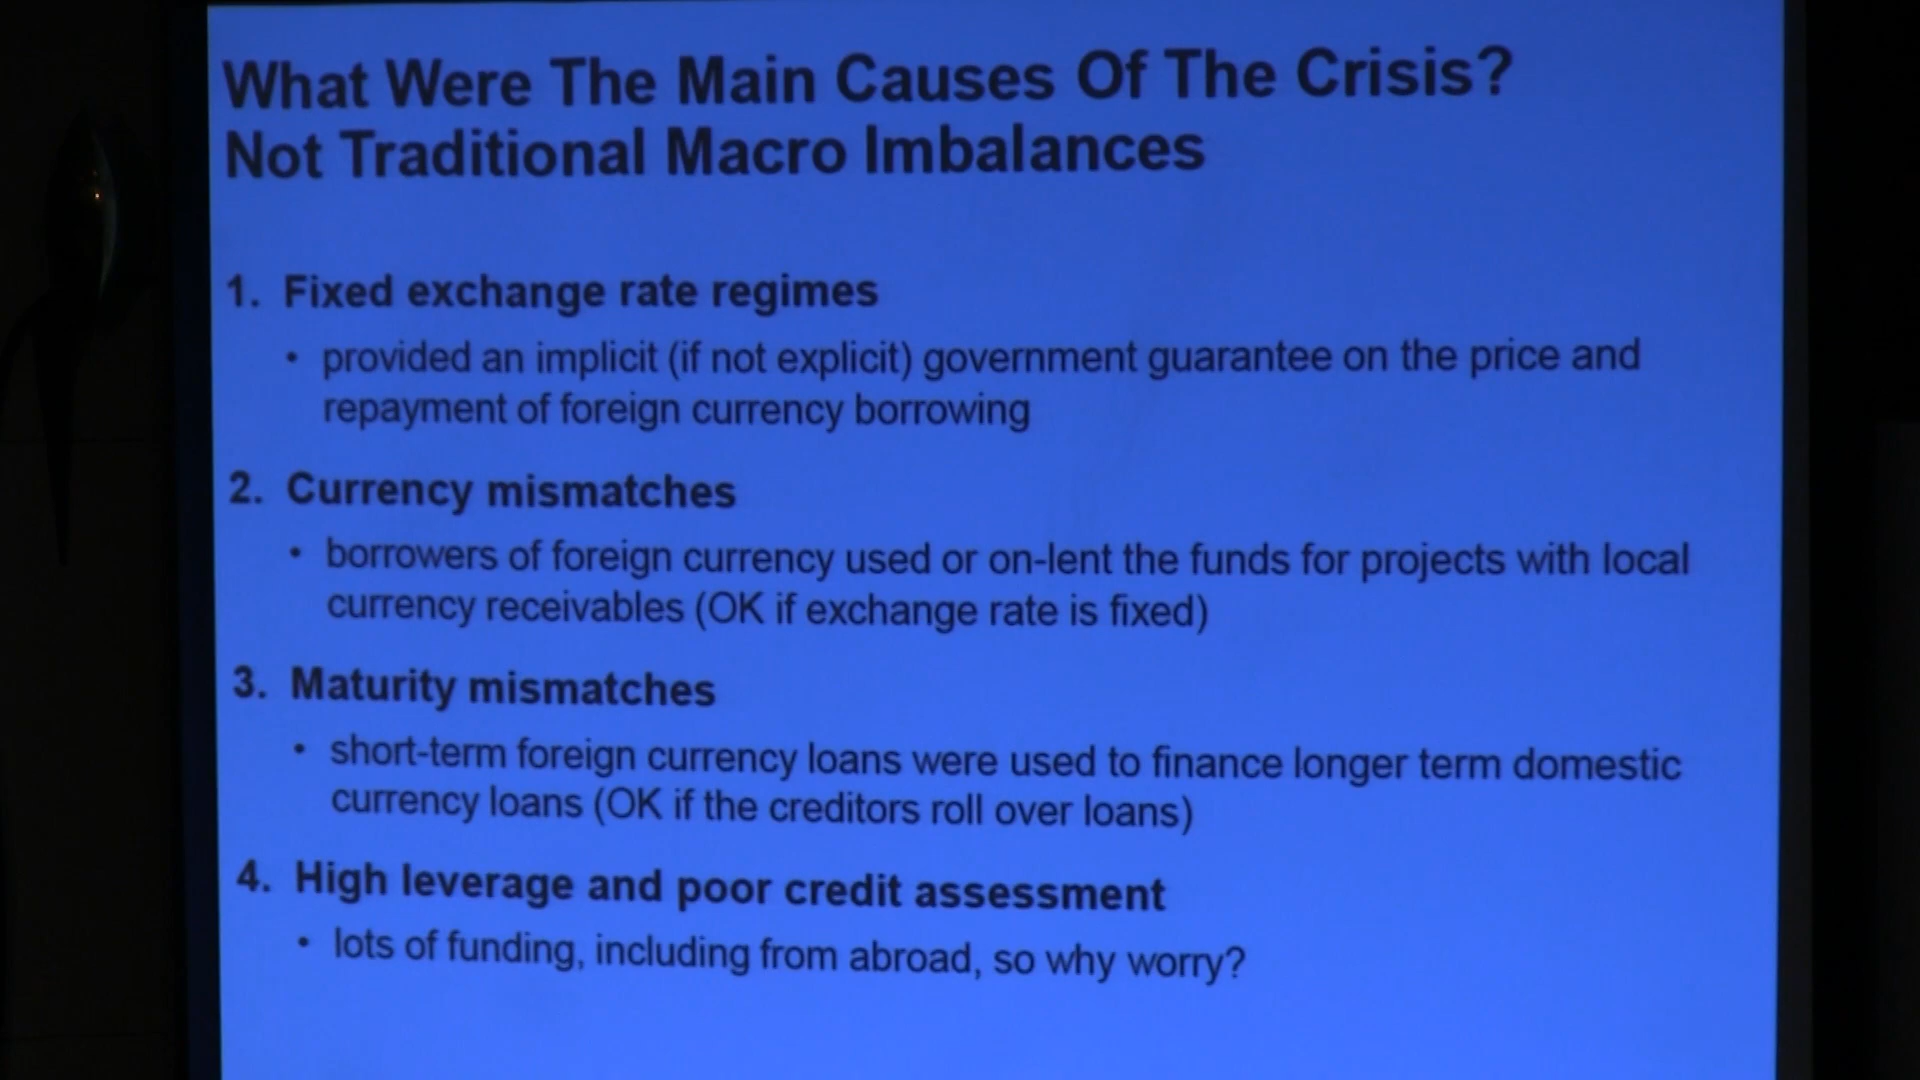 What Were The Main Causes Of The Crisis?
Not Traditional Macro Imbalances
1. Fixed exchange rate regimes
• provided an implicit (if not explicit) government guarantee on the price and
repayment of foreign currency borrowing
2. Currency mismatches
• borrowers of foreign currency used or on-lent the funds for projects with local
currency receivables (OK if exchange rate is fixed)
3. Maturity mismatches
• short-term foreign currency loans were used to finance longer term domestic
currency loans (OK if the creditors roll over loans)
4. High leverage and poor credit assessment
• lots of funding, including from abroad, so why worry?